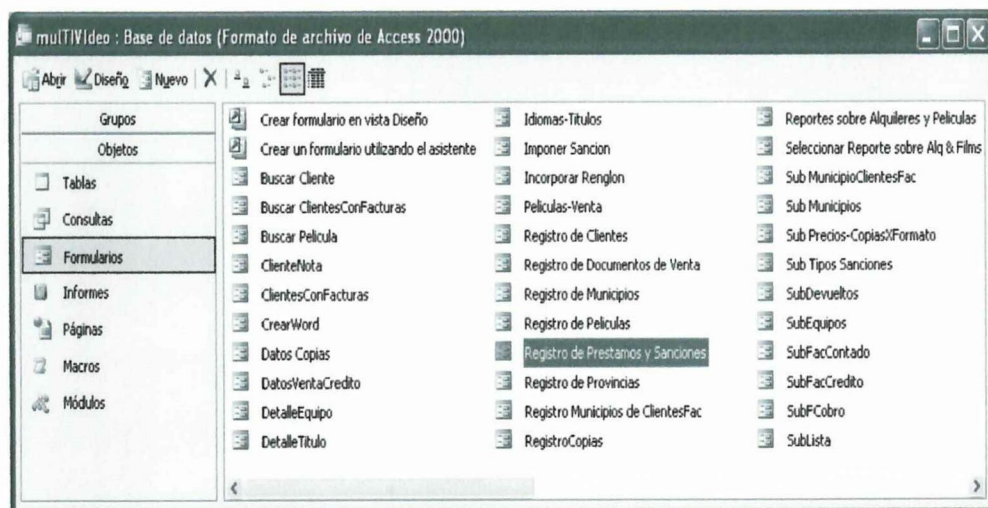 mulTIVIdeo : Base de datos (Formato de archivo de Access 2000)
Abrir Diseño Nuevo
Grupos
Objetos
Tablas
Consultas
Formularios
Informes
Páginas
Macros
Módulos
Crear formulario en vista Diseño
Crear un formulario utilizando el asistente
Buscar Cliente
Buscar ClientesConFacturas
Buscar Pelicula
ClienteNota
ClientesConFacturas
CrearWord
Datos Copias
DatosVentaCredito
DetalleEquipo
DetalleTitulo
Idiomas-Titulos
Imponer Sancion
Incorporar Renglon
Peliculas-Venta
Registro de Clientes
Registro de Documentos de Venta
Registro de Municipios
Registro de Peliculas
Registro de Prestamos y Sanciones
Registro de Provincias
Registro Municipios de ClientesFac
RegistroCopias
Reportes sobre Alquileres y Peliculas
Seleccionar Reporte sobre Alq & Films
Sub MunicipioClientesFac
Sub Municipios
Sub Precios-CopiasXFormato
Sub Tipos Sanciones
SubDevueltos
SubEquipos
SubFacContado
SubFacCredito
SubFCobro
SubLista